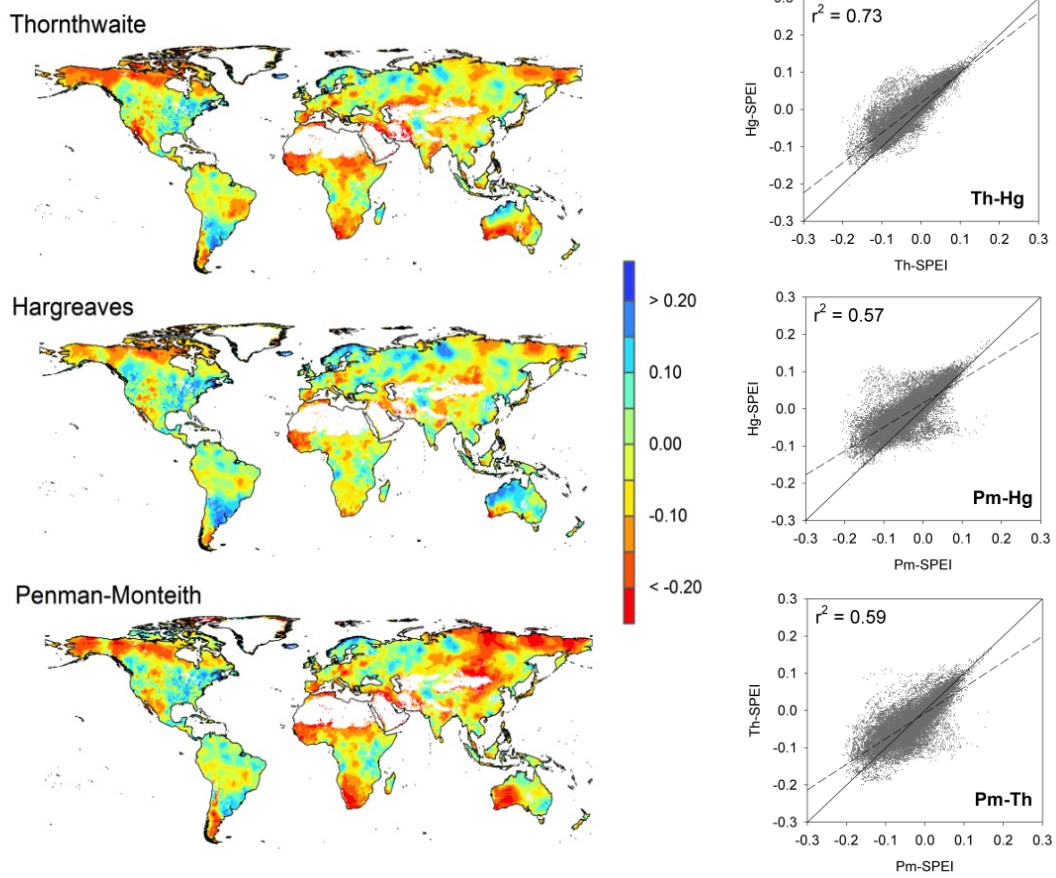 Thornthwaite
Hargreaves
Penman-Monteith
> 0.20
0.10
0.00
-0.10
< -0.20
r² = 0.73
0.2
0.1
0.0
-0.1
-0.2
-0.3
Hg-SPEI
Th-Hg
-0.3 -0.2 -0.1 0.0 0.1 0.2 0.3
Th-SPEI
0.3
r² = 0.57
0.2
0.1
0.0
-0.1
-0.2
-0.3
Hg-SPEI
Pm-Hg
-0.3 -0.2 -0.1 0.0 0.1 0.2 0.3
Pm-SPEI
0.3
r² = 0.59
0.2
0.1
0.0
-0.1
-0.2
-0.3
Th-SPEI
Pm-Th
-0.3 -0.2 -0.1 0.0 0.1 0.2 0.3
Pm-SPEI